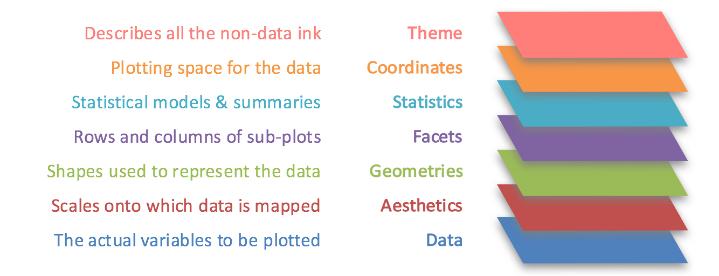 Describes all the non-data ink Theme
Plotting space for the data Coordinates
Statistical models & summaries Statistics
Rows and columns of sub-plots Facets
Shapes used to represent the data Geometries
Scales onto which data is mapped Aesthetics
The actual variables to be plotted Data